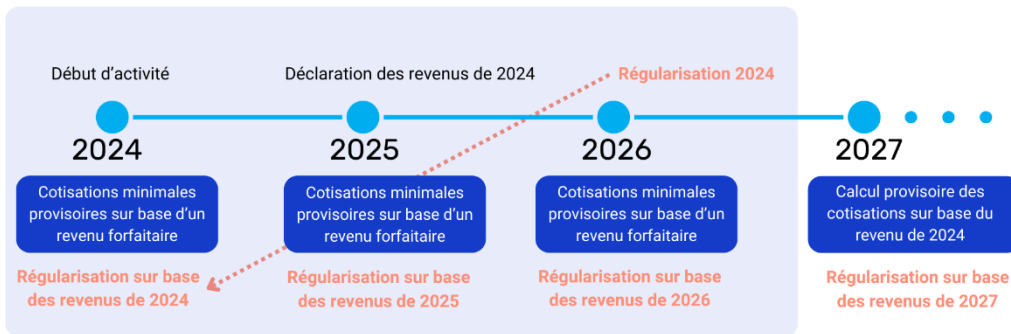 Début d’activité
Déclaration des revenus de 2024
Régularisation 2024
2024
2025
2026
2027
Cotisations minimales
provisoires sur base d’un
revenu forfaitaire
Cotisations minimales
provisoires sur base d’un
revenu forfaitaire
Cotisations minimales
provisoires sur base d’un
revenu forfaitaire
Calcul provisoire des
cotisations sur base du
revenu de 2024
Régularisation sur base
des revenus de 2024
Régularisation sur base
des revenus de 2025
Régularisation sur base
des revenus de 2026
Régularisation sur base
des revenus de 2027